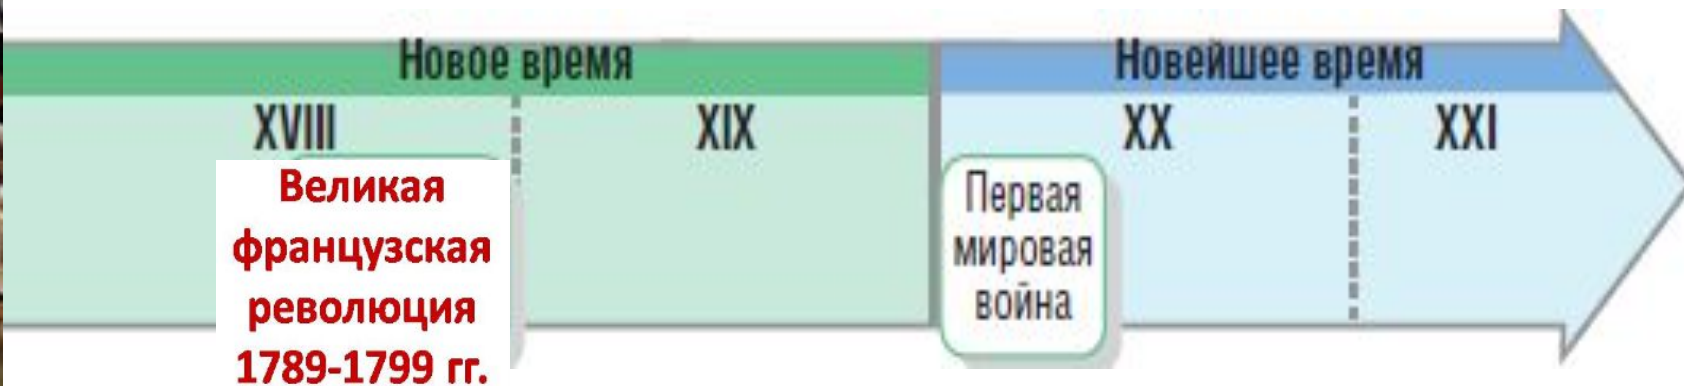 Новое время
Новейшее время
XVIII
XIX
XX
XXI
Великая
французская
революция
1789-1799 гг.
Первая
мировая
война